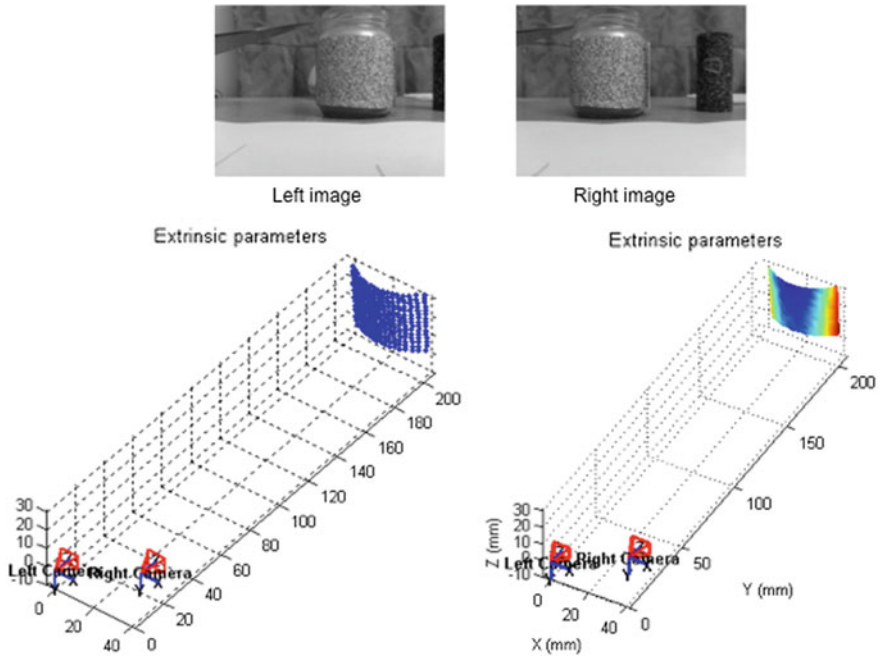 Left image
Right image
Extrinsic parameters
Extrinsic parameters
200
180
160
140
120
100
80
60
40
20
0
30
20
10
0
-10
Left Camera
Right Camera
X
Y
Z
X
Y
Z
0
20
40
200
150
100
50
0
Y (mm)
30
20
10
0
-10
Z (mm)
Left Camera
Right Camera
X
Y
Z
X
Y
Z
0
20
40
X (mm)